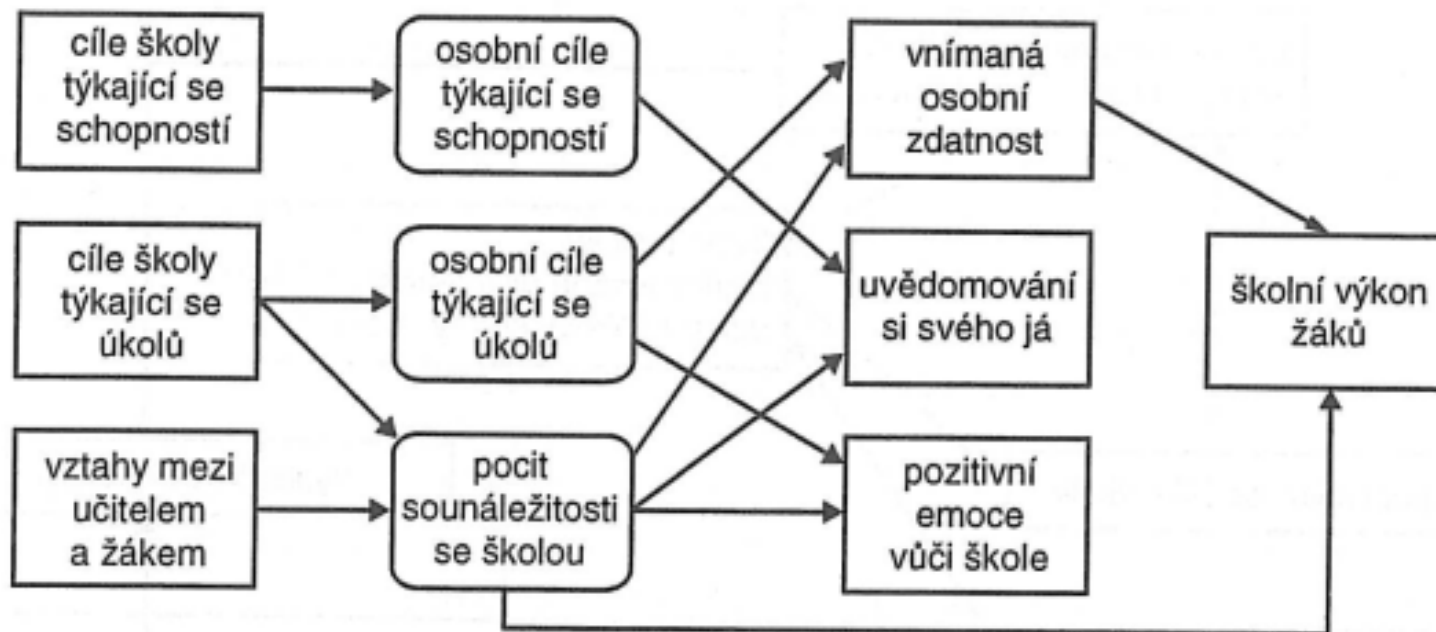 cíle školy
týkající se
schopností
osobní cíle
týkající se
schopností
vnímaná
osobní
zdatnost
cíle školy
týkající se
úkolů
osobní cíle
týkající se
úkolů
uvědomování
si svého já
školní výkon
žáků
vztahy mezi
učitelem
a žákem
pocit
sounáležitosti
se školou
pozitivní
emoce
vůči škole